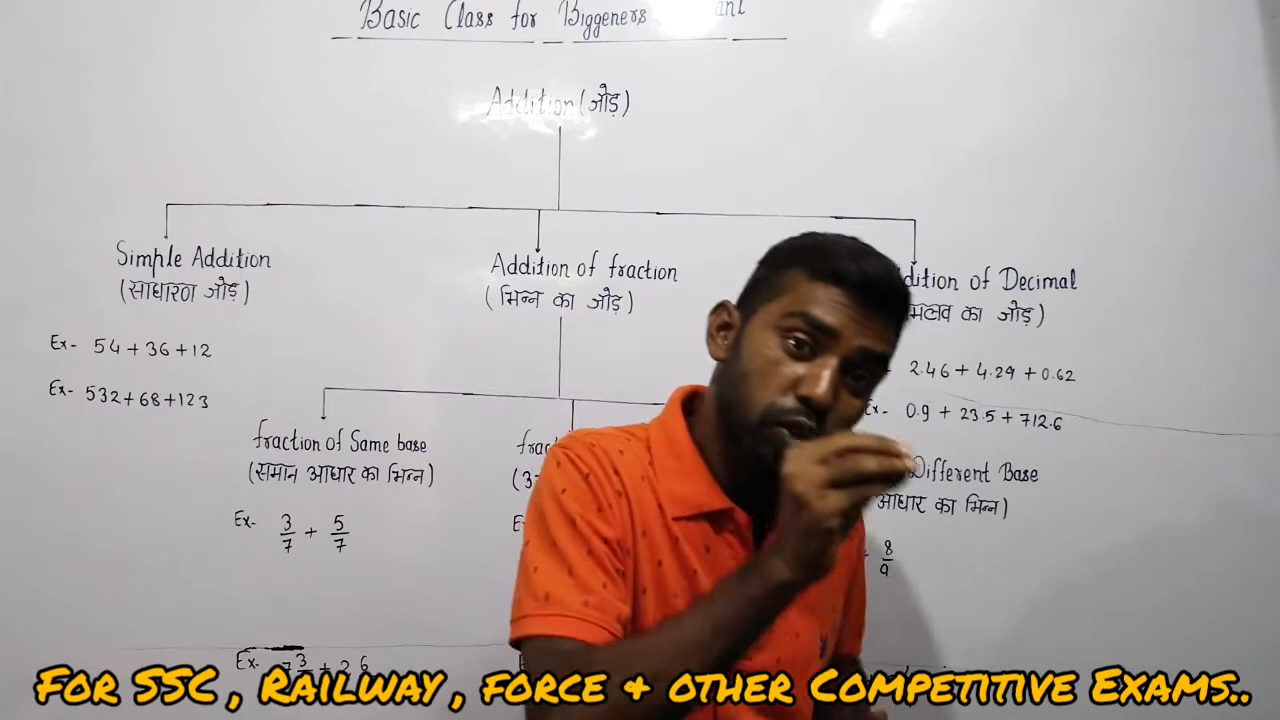 Basic Class for Biggeners
Addition (जोड़)
Simple Addition
(साधारण जोड़)
Ex- 54 + 36 + 12
Ex- 532 + 68 + 123
Addition of fraction
(भिन्न का जोड़)
of Decimal
का जोड़)
2.46 + 4.29 + 0.62
Ex- 0.9 + 23.5 + 712.6
fraction of Same base
(समान आधार का भिन्न)
Ex- 3/7 + 5/7
Different Base
आधार का भिन्न)
8/9
Ex-
For SSC, Railway, force & other Competitive Exams..